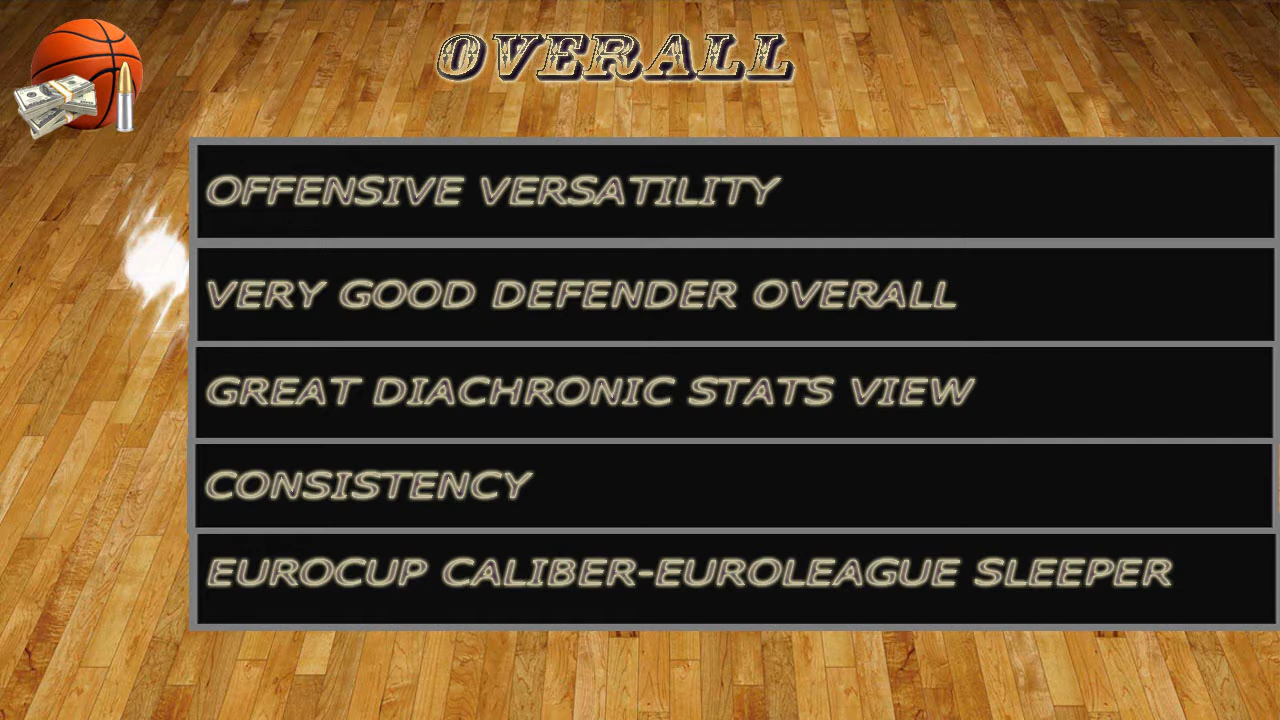 OVERALL
OFFENSIVE VERSATILITY
VERY GOOD DEFENDER OVERALL
GREAT DIACHRONIC STATS VIEW
CONSISTENCY
EUROCUP CALIBER-EUROLEAGUE SLEEPER